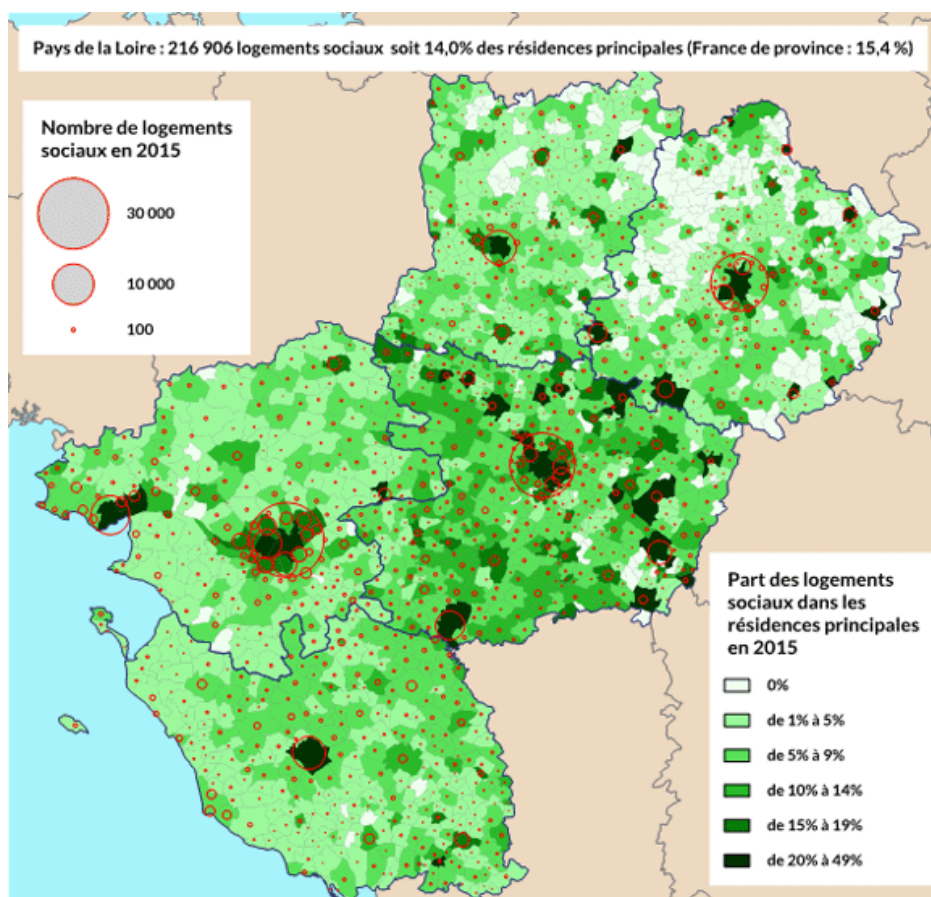 Pays de la Loire : 216 906 logements sociaux soit 14,0% des résidences principales (France de province : 15,4 %)
Nombre de logements
sociaux en 2015
30 000
10 000
100
Part des logements
sociaux dans les
résidences principales
en 2015
0%
de 1% à 5%
de 5% à 9%
de 10% à 14%
de 15% à 19%
de 20% à 49%